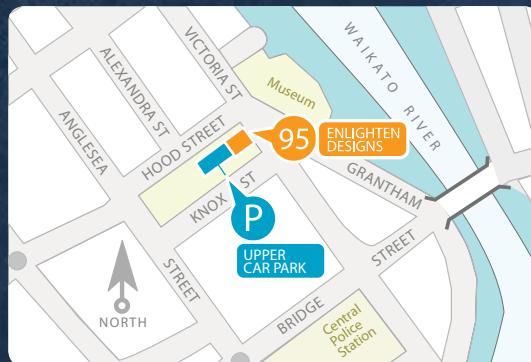 VICTORIA ST
ALEXANDRA ST
ANGLESEA
STREET
HOOD STREET
KNOX ST
Museum
WAIKATO RIVER
95
ENLIGHTEN
DESIGNS
GRANTHAM
STREET
P
UPPER
CAR PARK
BRIDGE
Central
Police
Station
NORTH